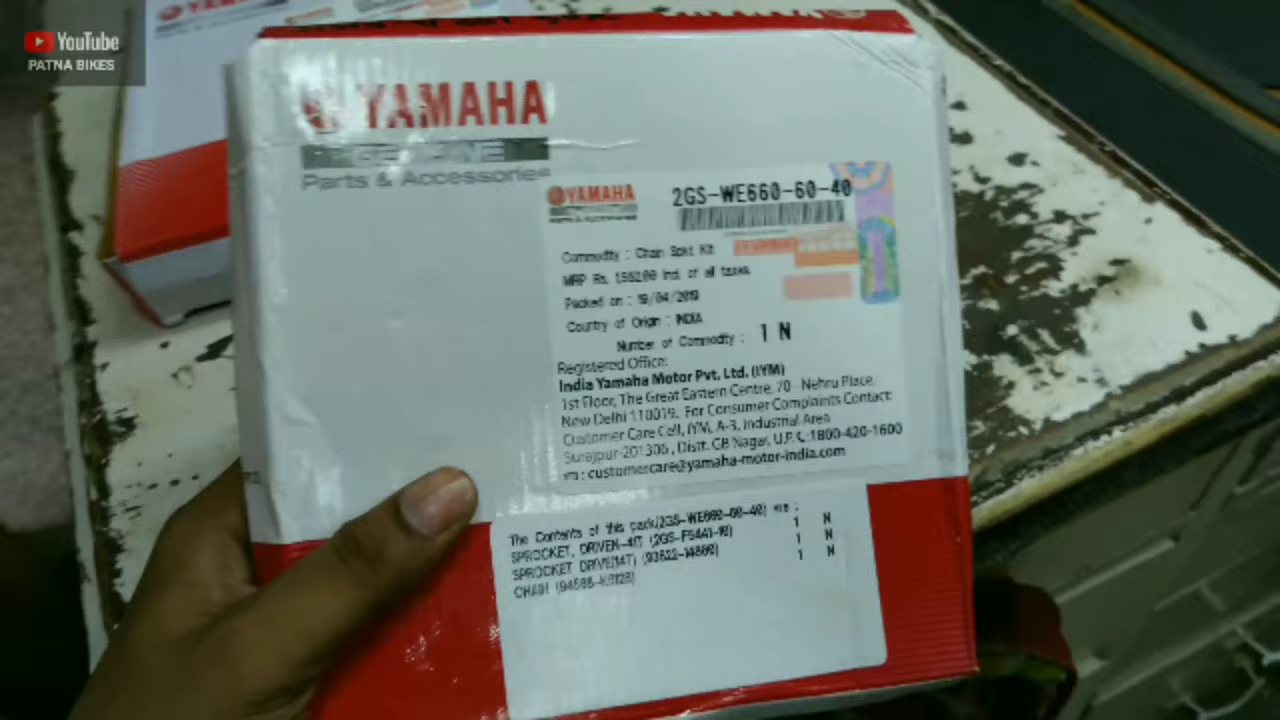 YouTube
PATNA BIKES
YAMAHA
GENUINE
Parts & Accessories
YAMAHA
2GS-WE660-60-40
Commodity : Chain Spkt Kit
MRP Rs. incl. of all taxes
Packed on : 19/04/2019
Country of Origin : INDIA
Number of Commodity : 1 N
Registered Office:
India Yamaha Motor Pvt. Ltd. (IYM)
1st Floor, The Great Eastern Centre, 70 Nehru Place,
New Delhi 110019. For Consumer Complaints Contact:
Customer Care Cell, IYM, A-3, Industrial Area
Surajpur-201306, Distt. GB Nagar, U.P. 1800-420-1600
customercare@yamaha-motor-india.com
The Contents of this pack(2GS-WE660-60-40) are :
SPROCKET, DRIVEN-41T 1 N
SPROCKET DRIVE(14T) 1 N
CHAIN 1 N